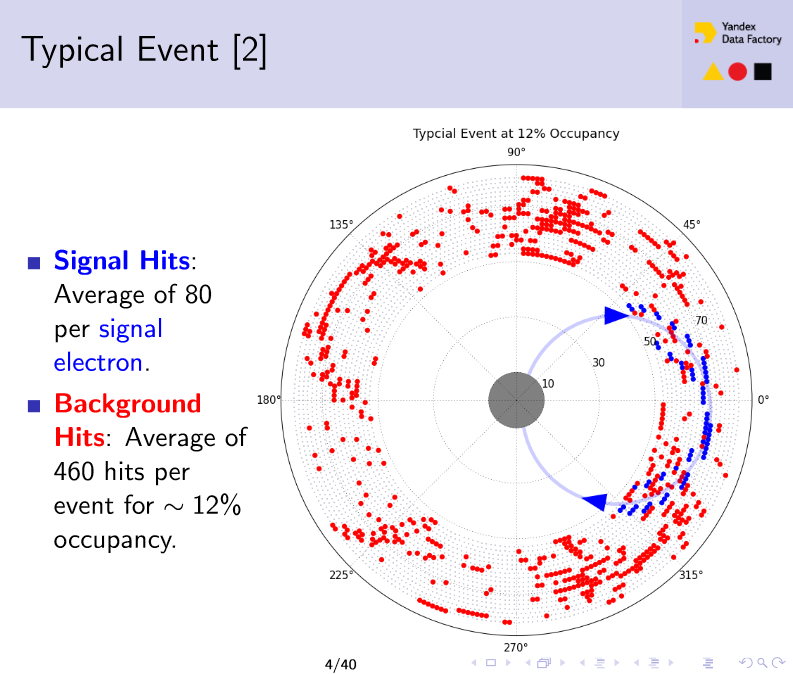 Typical Event [2]
Yandex
Data Factory
Typcial Event at 12% Occupancy
90°
135°
45°
Signal Hits:
Average of 80
per signal
electron.
70
50
30
10
180°
0°
Background
Hits: Average of
460 hits per
event for ∼ 12%
occupancy.
225°
315°
270°
4/40